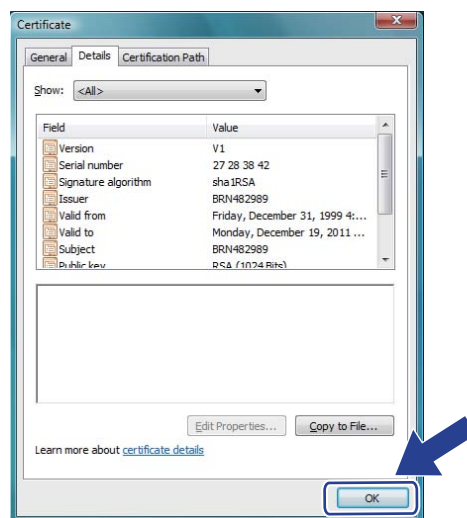 Certificate
General Details Certification Path
Show: <All>
Field Value
Version V1
Serial number 27 28 38 42
Signature algorithm sha1RSA
Issuer BRN482989
Valid from Friday, December 31, 1999 4:...
Valid to Monday, December 19, 2011 ...
Subject BRN482989
Public key RSA (1024 Bits)
Edit Properties... Copy to File...
Learn more about certificate details
OK